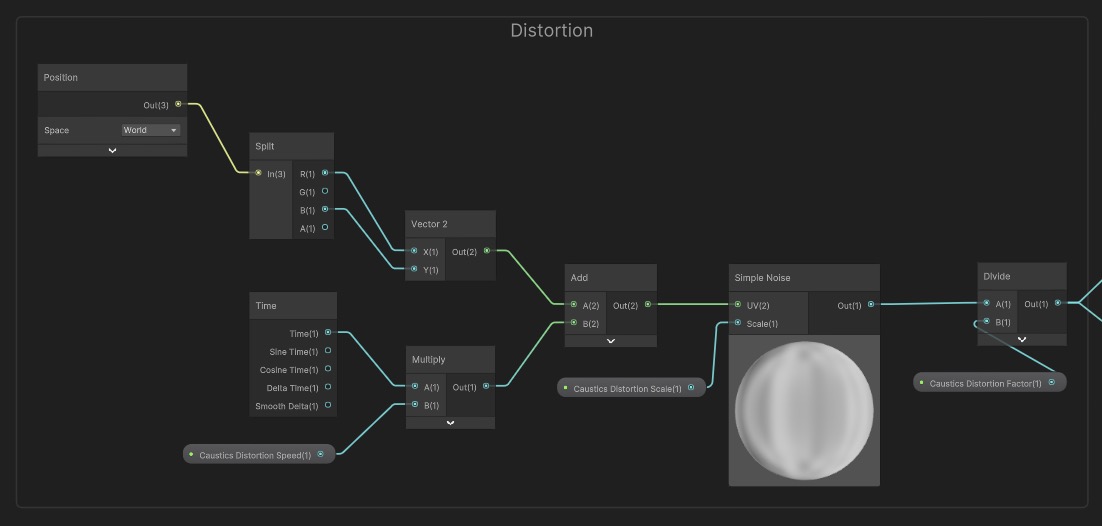 Distortion
Position
Out(3)
Space World
Split
In(3) R(1)
G(1)
B(1)
A(1)
Vector 2
X(1) Out(2)
Y(1)
Time
Time(1)
Sine Time(1)
Cosine Time(1)
Delta Time(1)
Smooth Delta(1)
Multiply
A(1) Out(1)
B(1)
Caustics Distortion Speed(1)
Add
A(2) Out(2)
B(2)
Simple Noise
UV(2) Out(1)
Scale(1)
Caustics Distortion Scale(1)
Divide
A(1) Out(1)
B(1)
Caustics Distortion Factor(1)